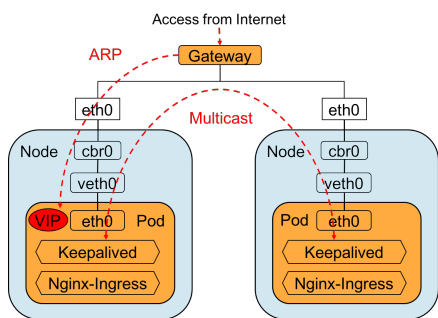 Access from Internet
ARP
Gateway
eth0
eth0
Multicast
Node
cbr0
Node
cbr0
veth0
veth0
VIP
eth0
Pod
Pod
eth0
Keepalived
Keepalived
Nginx-Ingress
Nginx-Ingress